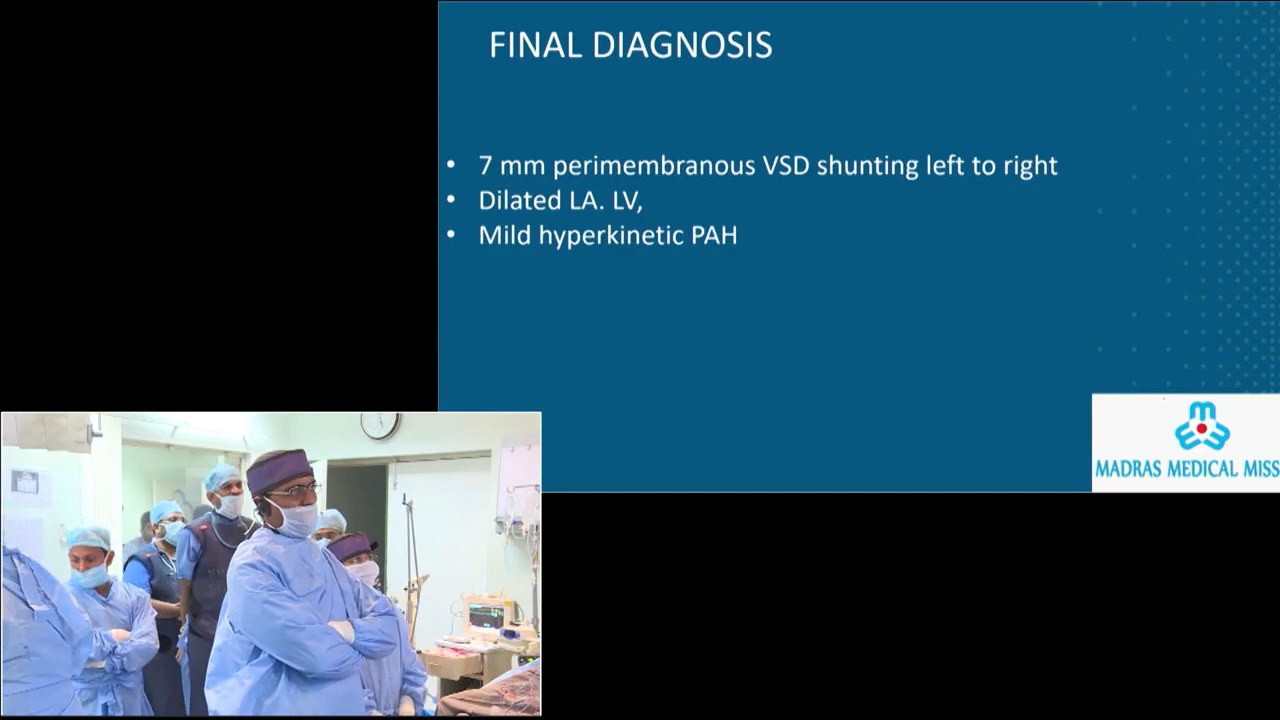 FINAL DIAGNOSIS
• 7 mm perimembranous VSD shunting left to right
• Dilated LA. LV,
• Mild hyperkinetic PAH
MADRAS MEDICAL MISS